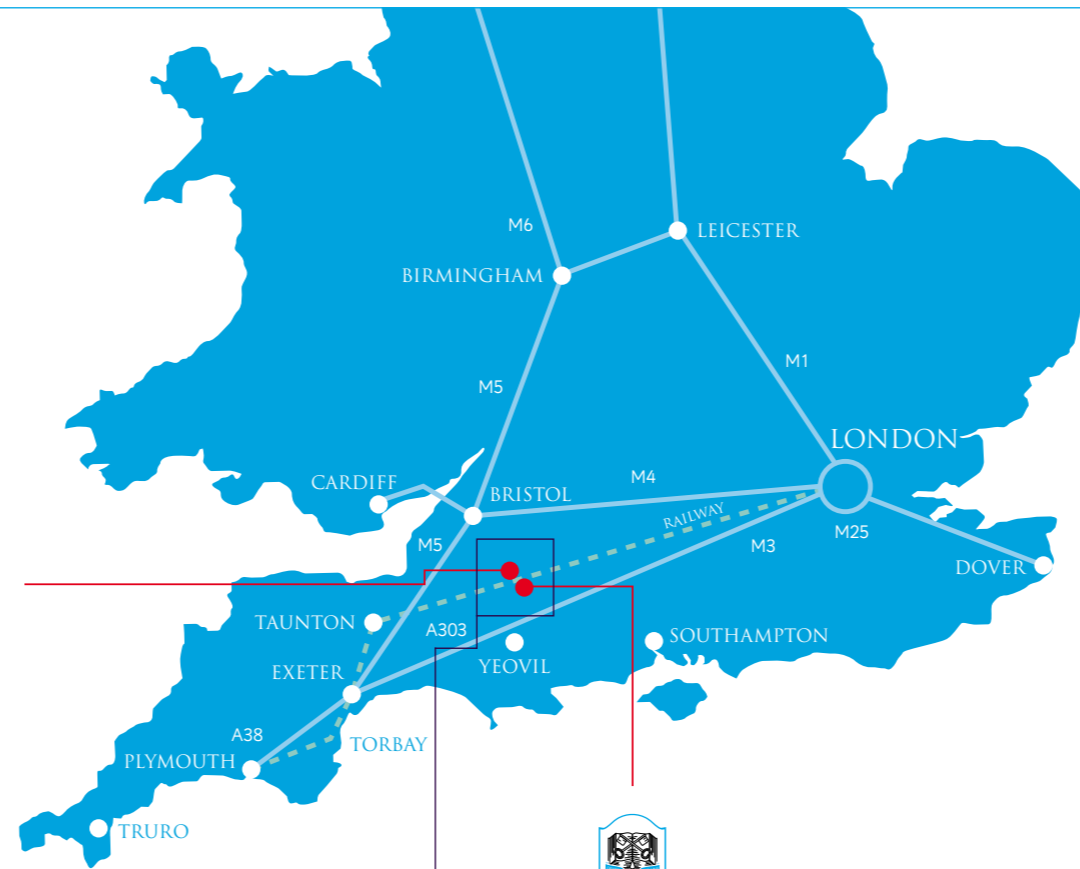 M6
LEICESTER
BIRMINGHAM
M1
M5
LONDON
CARDIFF
BRISTOL
M4
RAILWAY
M25
M5
M3
DOVER
TAUNTON
A303
SOUTHAMPTON
YEOVIL
EXETER
A38
TORBAY
PLYMOUTH
TRURO